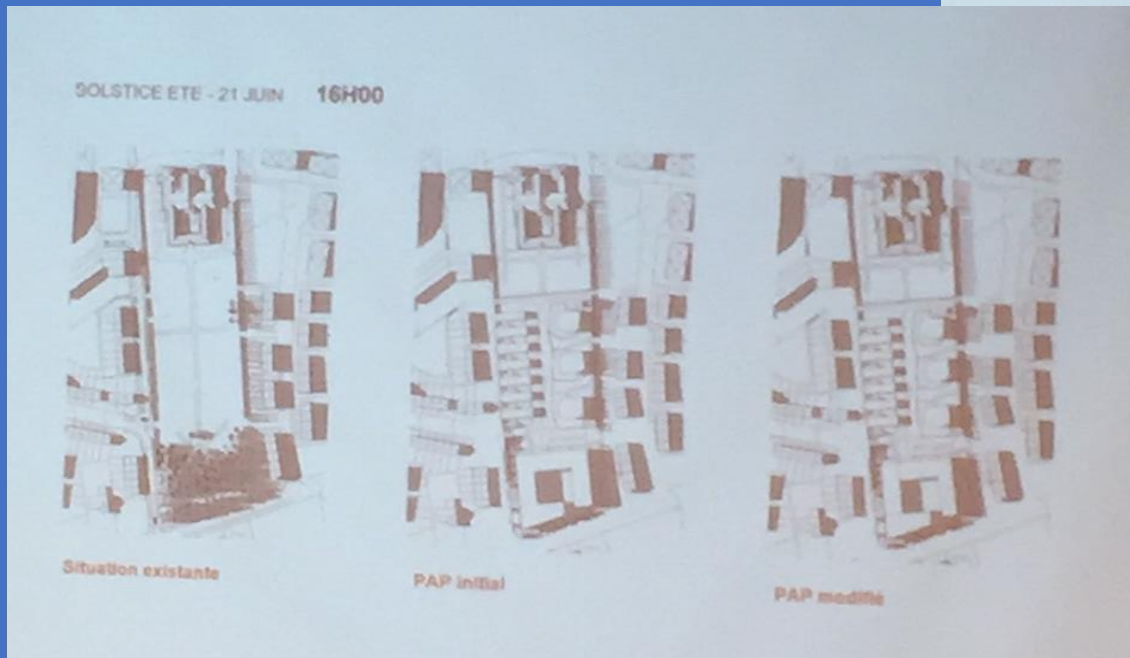 SOLSTICE ETE - 21 JUIN 16H00
Situation existante
PAP initial
PAP modifié